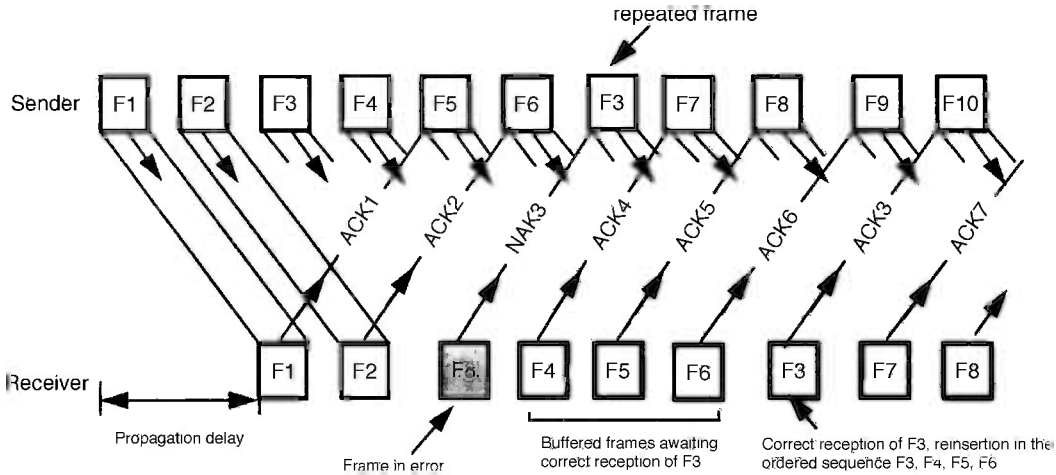 repeated frame
Sender F1 F2 F3 F4 F5 F6 F3 F7 F8 F9 F10
ACK1 ACK2 NAK3 ACK4 ACK5 ACK6 ACK3 ACK7
Receiver F1 F2 F4 F5 F6 F3 F7 F8
Propagation delay
Frame in error
Buffered frames awaiting
correct reception of F3
Correct reception of F3, reinsertion in the
ordered sequence F3, F4, F5, F6